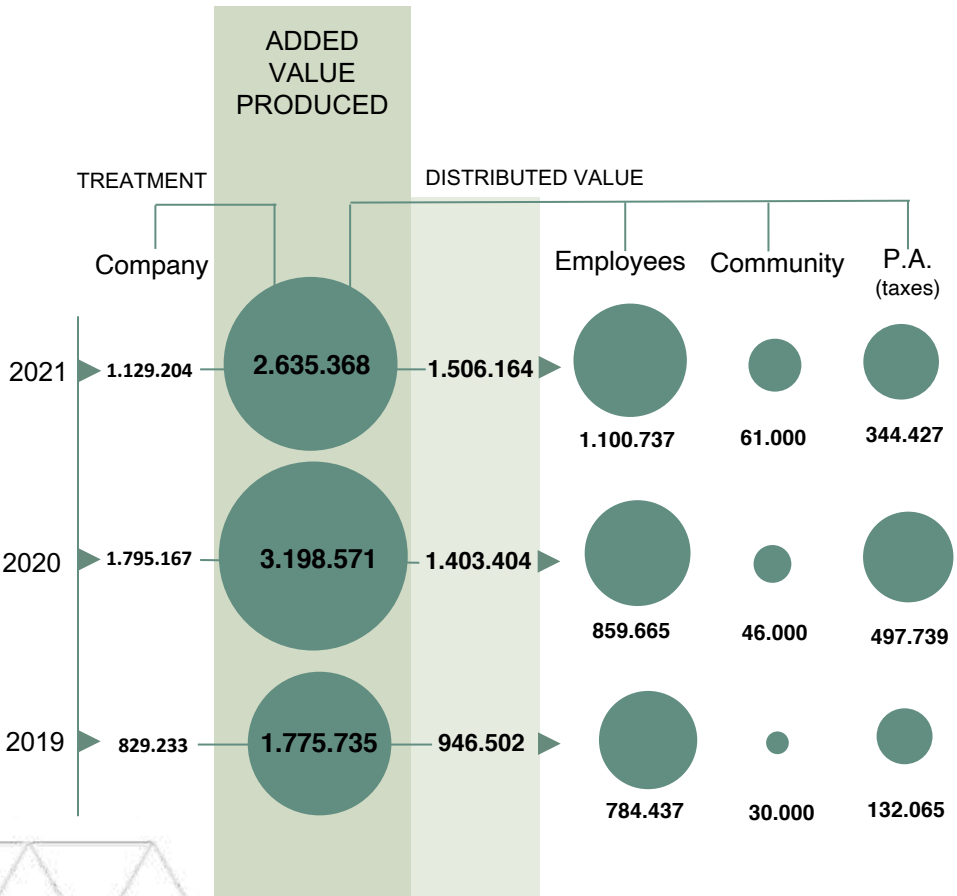 ADDED
VALUE
PRODUCED
TREATMENT
DISTRIBUTED VALUE
Company
Employees
Community
P.A.
(taxes)
2021
1.129.204
2.635.368
1.506.164
1.100.737
61.000
344.427
2020
1.795.167
3.198.571
1.403.404
859.665
46.000
497.739
2019
829.233
1.775.735
946.502
784.437
30.000
132.065